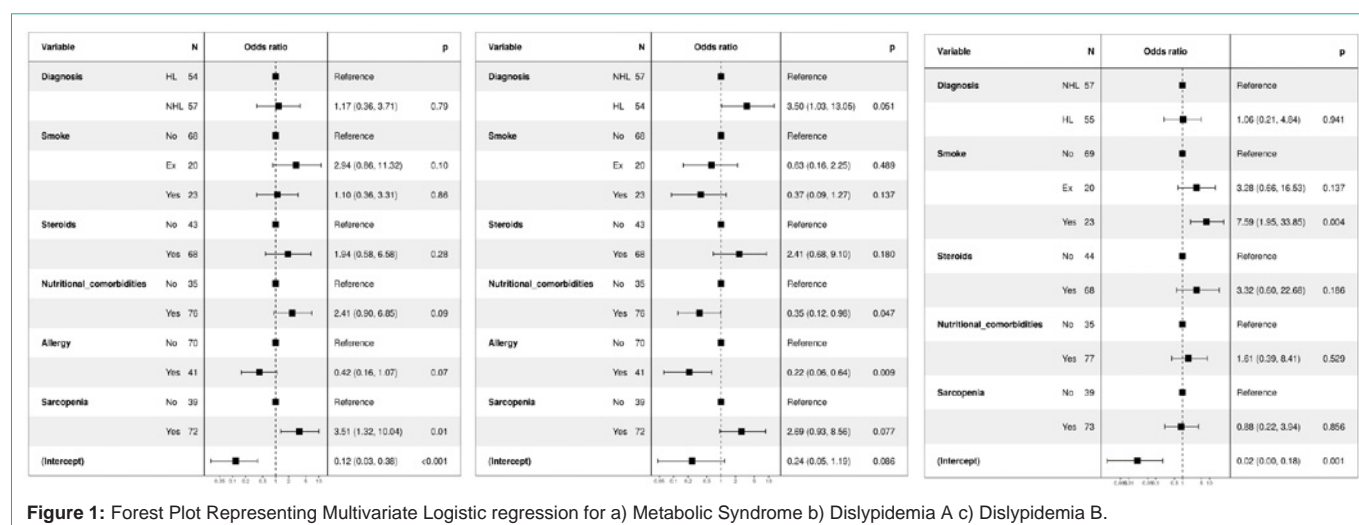 Variable N Odds ratio p
Diagnosis HL 54 Reference
NHL 57 1.17 (0.36, 3.71) 0.79
Smoke No 68 Reference
Ex 20 2.94 (0.86, 11.32) 0.10
Yes 23 1.10 (0.36, 3.31) 0.86
Steroids No 43 Reference
Yes 68 1.94 (0.58, 6.58) 0.28
Nutritional_comorbidities No 35 Reference
Yes 76 2.41 (0.90, 6.85) 0.09
Allergy No 70 Reference
Yes 41 0.42 (0.16, 1.07) 0.07
Sarcopenia No 39 Reference
Yes 72 3.51 (1.32, 10.04) 0.01
(Intercept) 0.12 (0.03, 0.38) <0.001
Variable N Odds ratio p
Diagnosis NHL 57 Reference
HL 54 3.50 (1.03, 13.05) 0.051
Smoke No 68 Reference
Ex 20 0.63 (0.16, 2.25) 0.489
Yes 23 0.37 (0.09, 1.27) 0.137
Steroids No 43 Reference
Yes 68 2.41 (0.68, 9.10) 0.180
Nutritional_comorbidities No 35 Reference
Yes 76 0.35 (0.12, 0.98) 0.047
Allergy No 70 Reference
Yes 41 0.22 (0.06, 0.64) 0.009
Sarcopenia No 39 Reference
Yes 72 2.69 (0.93, 8.56) 0.077
(Intercept) 0.24 (0.05, 1.19) 0.086
Variable N Odds ratio p
Diagnosis NHL 57 Reference
HL 55 1.06 (0.21, 4.84) 0.941
Smoke No 69 Reference
Ex 20 3.28 (0.66, 16.53) 0.137
Yes 23 7.59 (1.95, 33.85) 0.004
Steroids No 44 Reference
Yes 68 3.32 (0.60, 22.68) 0.186
Nutritional_comorbidities No 35 Reference
Yes 77 1.61 (0.39, 8.41) 0.529
Sarcopenia No 39 Reference
Yes 73 0.88 (0.22, 3.94) 0.856
(Intercept) 0.02 (0.00, 0.18) 0.001
Figure 1: Forest Plot Representing Multivariate Logistic regression for a) Metabolic Syndrome b) Dislypidemia A c) Dislypidemia B.